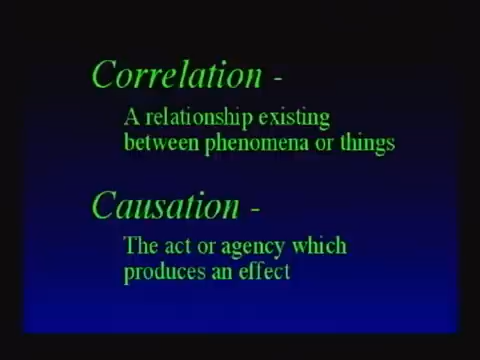 Correlation -
A relationship existing
between phenomena or things
Causation -
The act or agency which
produces an effect